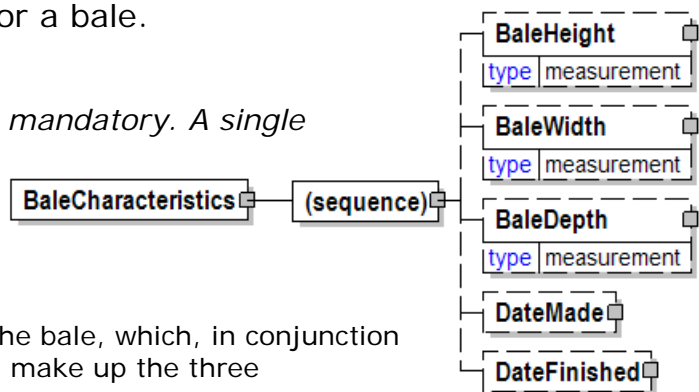 or a bale.
BaleHeight
type measurement
mandatory. A single
BaleWidth
type measurement
BaleCharacteristics
(sequence)
BaleDepth
type measurement
DateMade
he bale, which, in conjunction
make up the three
DateFinished